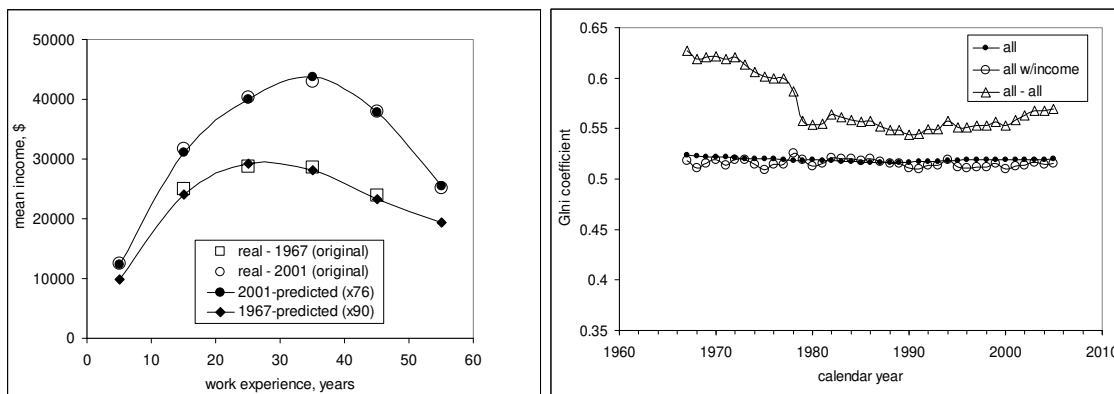 50000
40000
30000
20000
10000
0
mean income, $
real - 1967 (original)
real - 2001 (original)
2001-predicted (x76)
1967-predicted (x90)
0 10 20 30 40 50 60
work experience, years
0.65
0.6
0.55
0.5
0.45
0.4
0.35
GIni coefficient
all
all w/income
all - all
1960 1970 1980 1990 2000 2010
calendar year